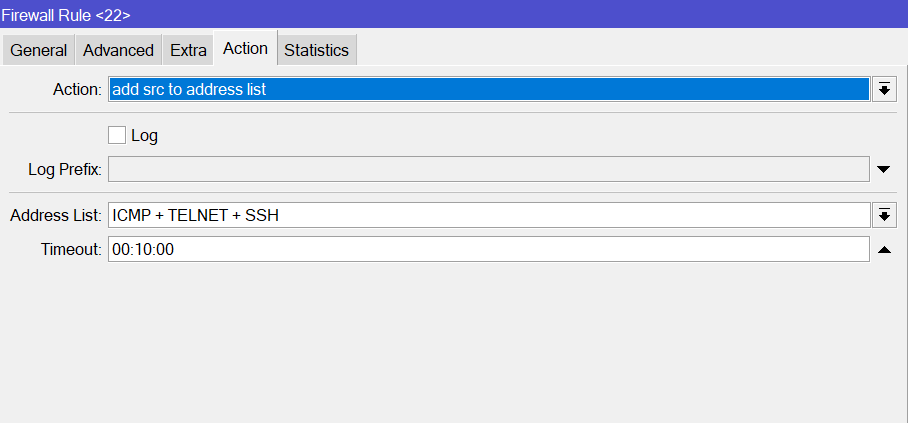 Firewall Rule <22>
General Advanced Extra Action Statistics
Action: add src to address list
Log
Log Prefix:
Address List: ICMP + TELNET + SSH
Timeout: 00:10:00